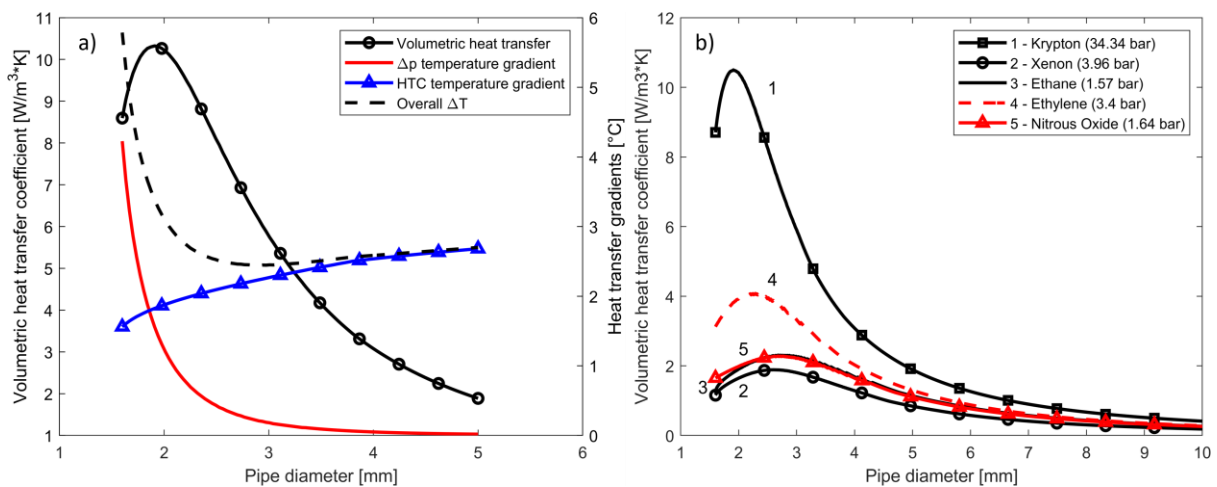 a)
Volumetric heat transfer
Δp temperature gradient
HTC temperature gradient
Overall ΔT
Volumetric heat transfer coefficient [W/m³*K]
11
10
9
8
7
6
5
4
3
2
1
Heat transfer gradients [°C]
6
5
4
3
2
1
0
1 2 3 4 5 6
Pipe diameter [mm]
b)
1 - Krypton (34.34 bar)
2 - Xenon (3.96 bar)
3 - Ethane (1.57 bar)
4 - Ethylene (3.4 bar)
5 - Nitrous Oxide (1.64 bar)
Volumetric heat transfer coefficient [W/m3*K]
12
10
8
6
4
2
0
1
4
5
3
2
1 2 3 4 5 6 7 8 9 10
Pipe diameter [mm]